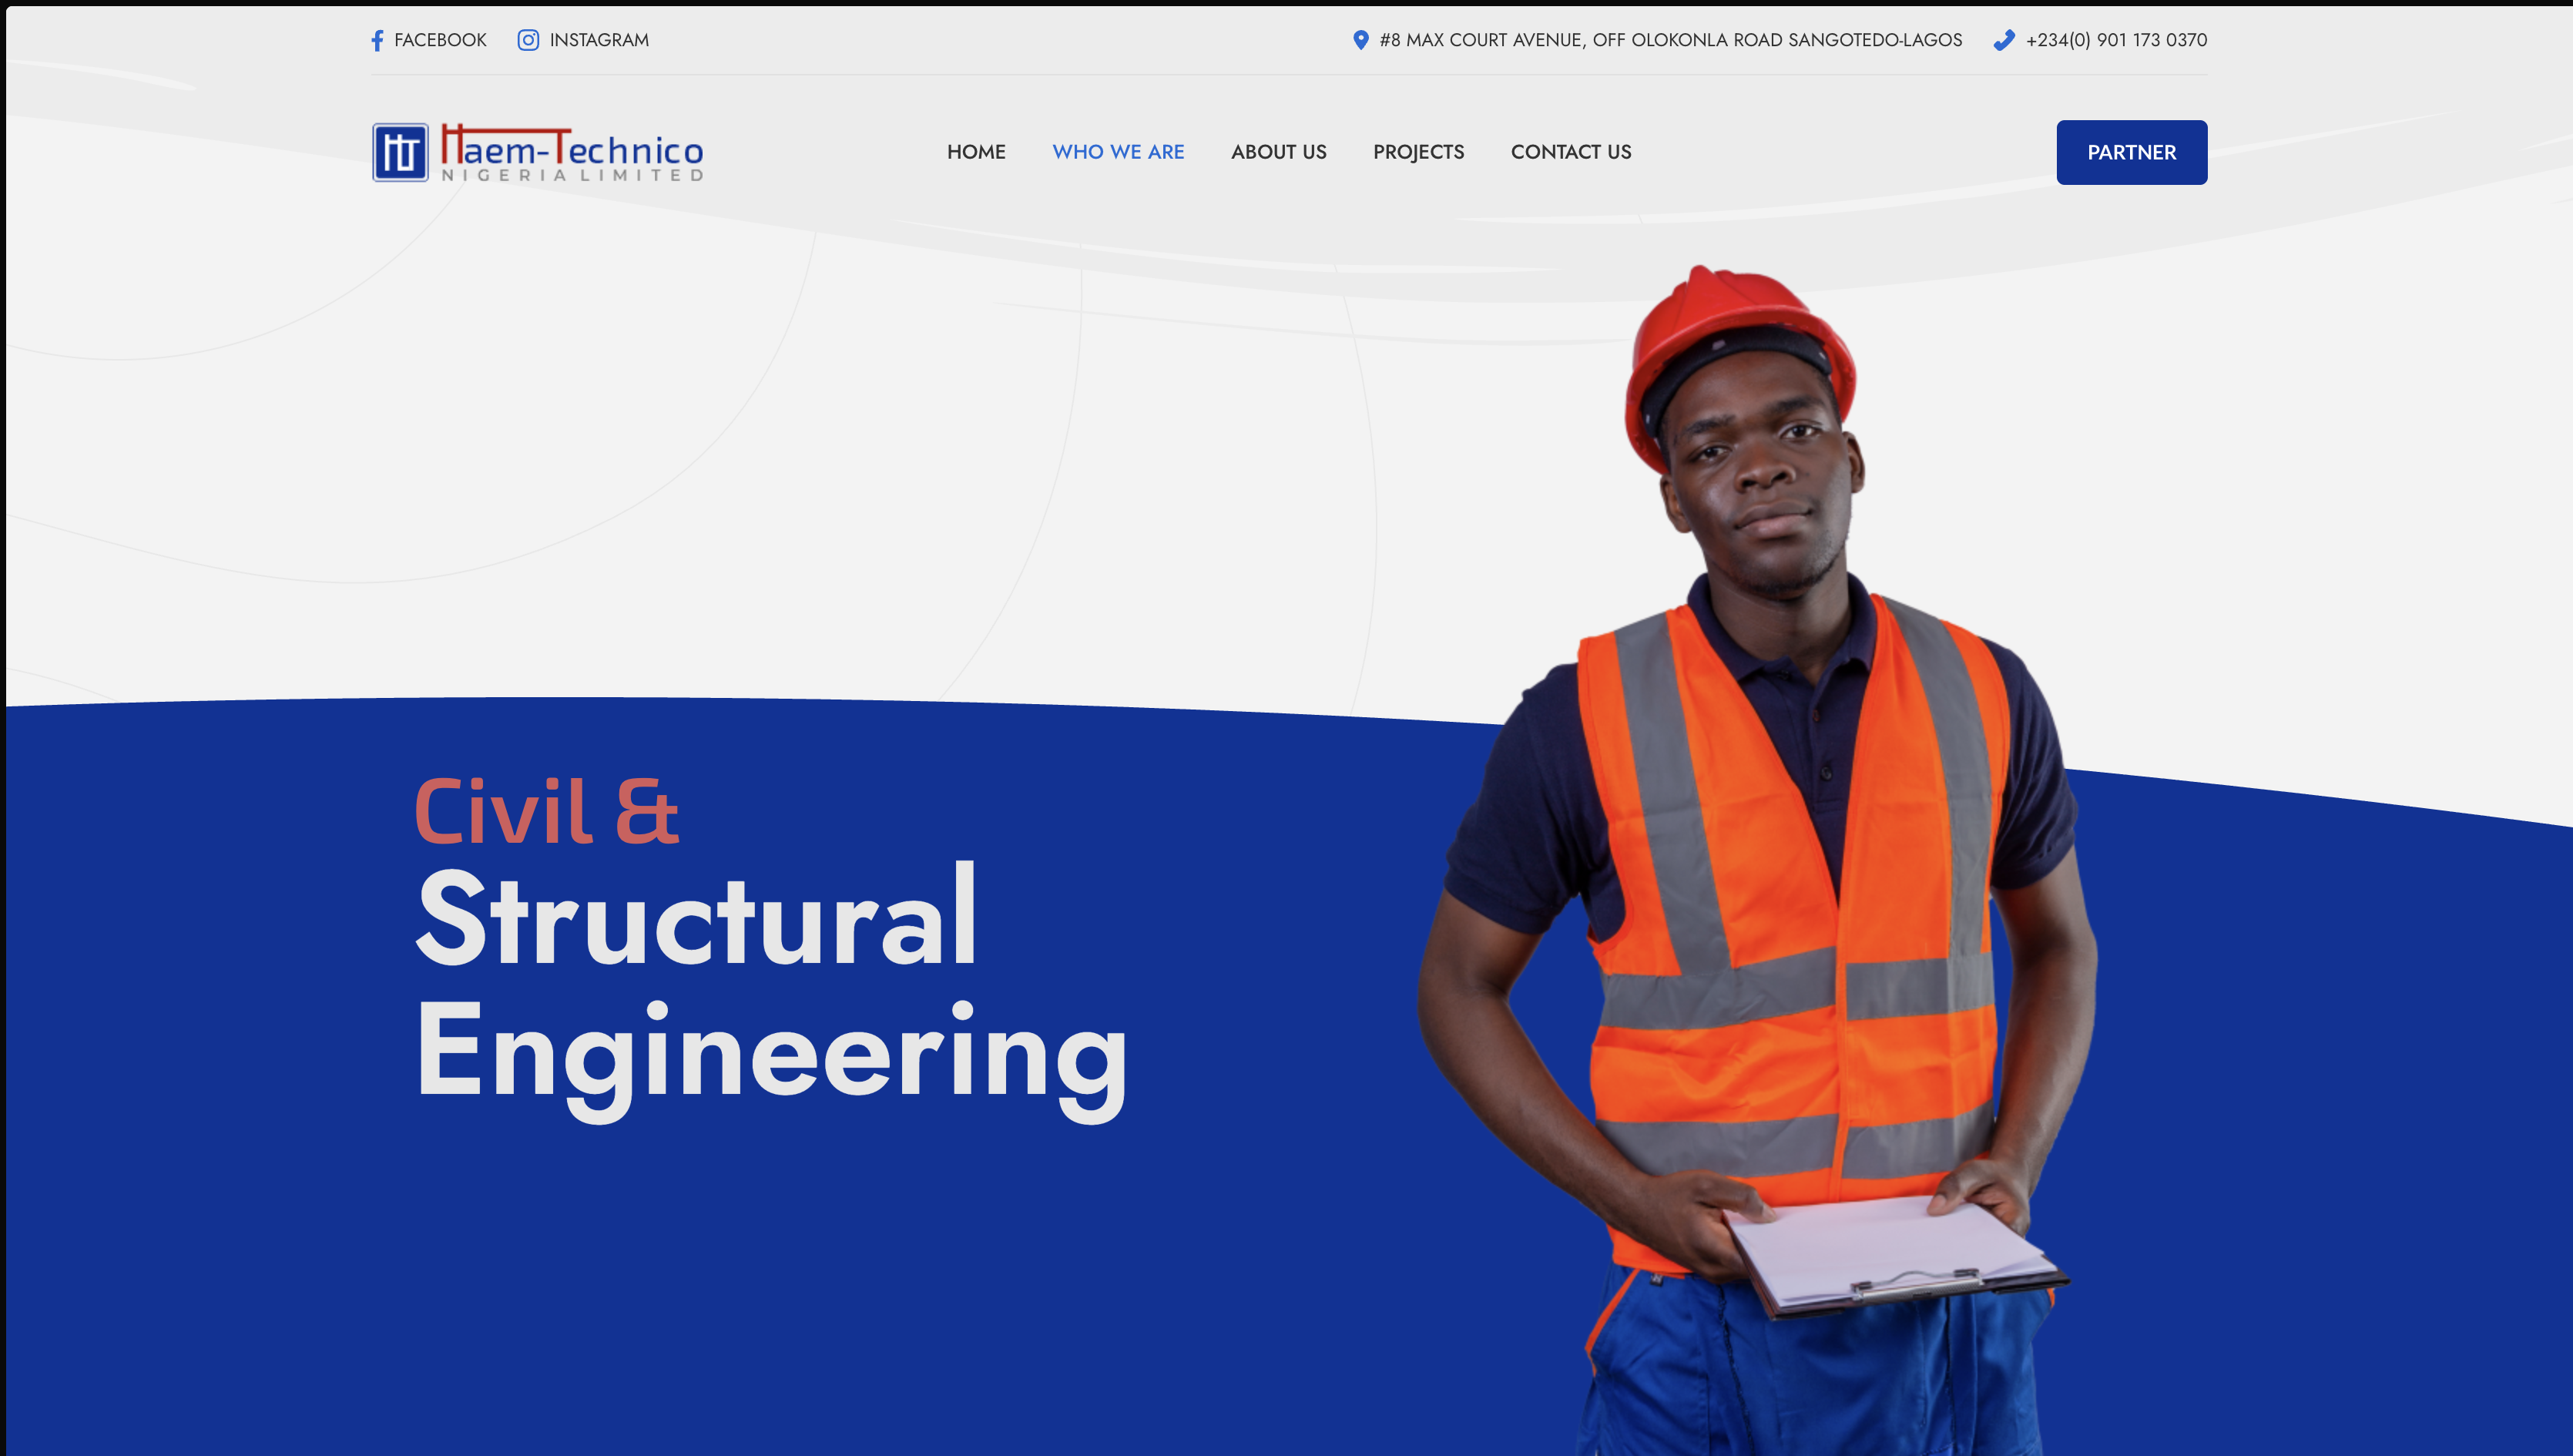 FACEBOOK INSTAGRAM #8 MAX COURT AVENUE, OFF OLOKONLA ROAD SANGOTEDO-LAGOS +234(0) 901 173 0370
Haem-Technico
NIGERIA LIMITED
HOME WHO WE ARE ABOUT US PROJECTS CONTACT US PARTNER
Civil &
Structural
Engineering